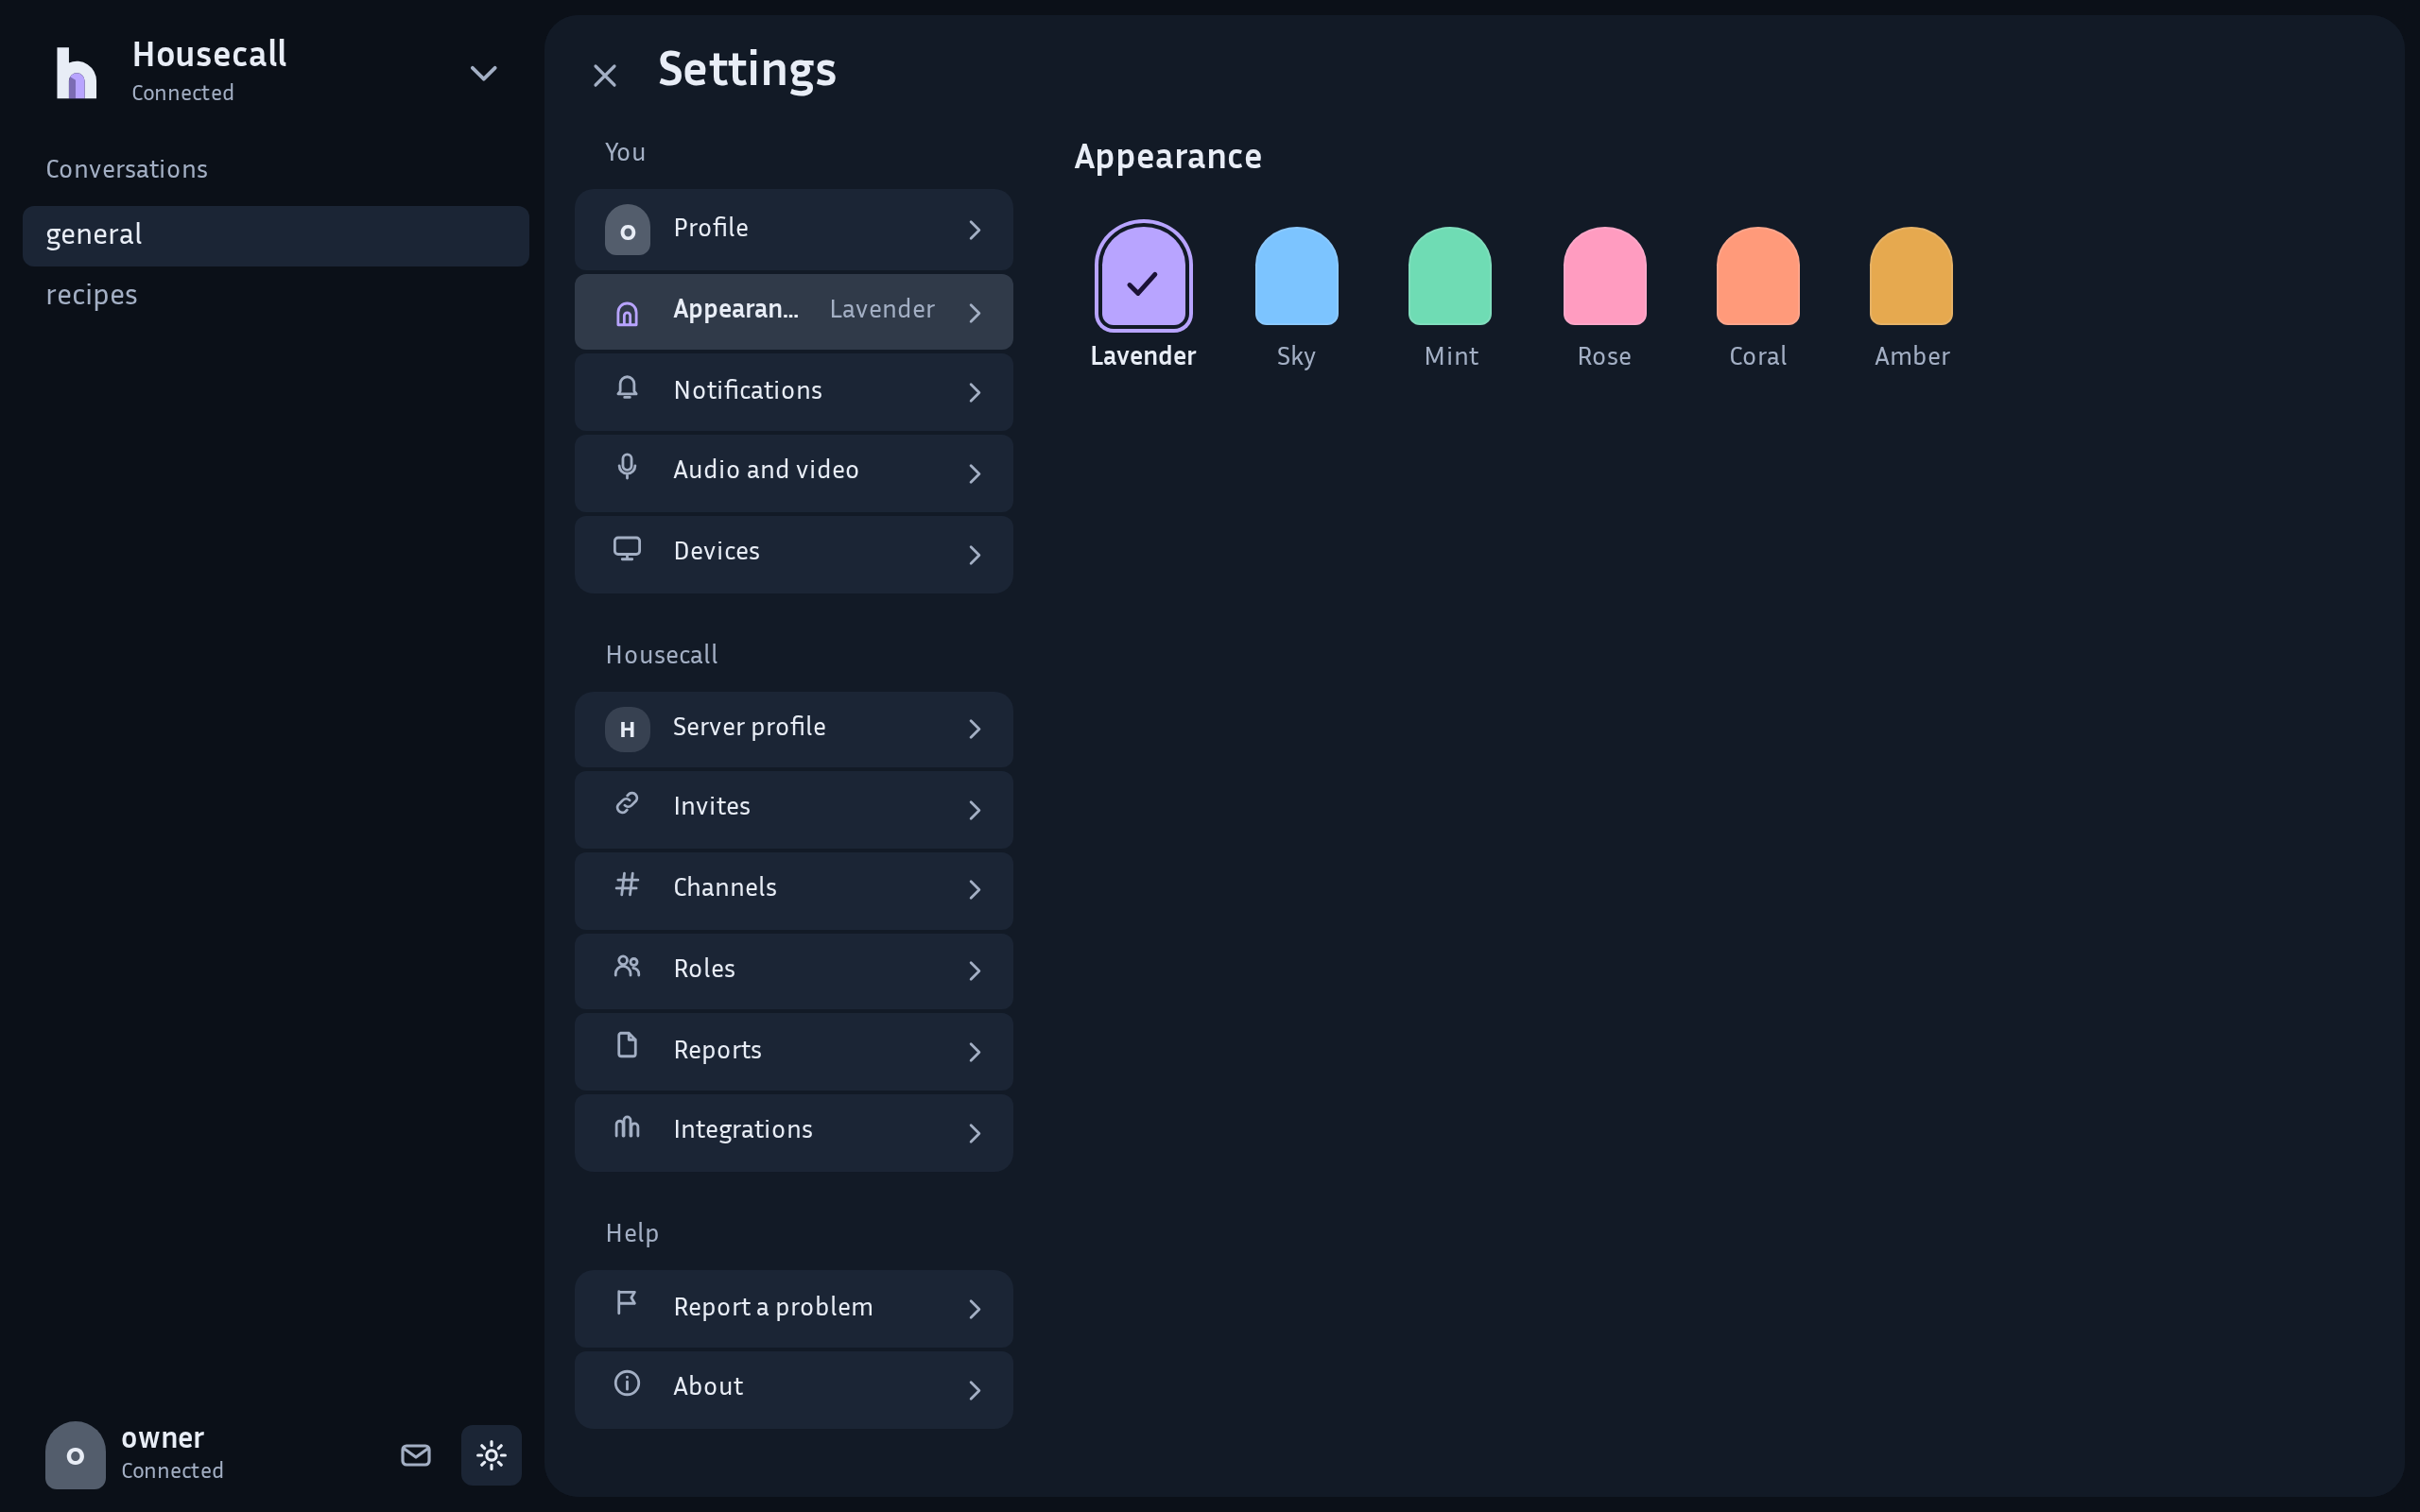 Housecall
Connected
Conversations
general
recipes
owner
Connected
Settings
You
Profile
Appearan... Lavender
Notifications
Audio and video
Devices
Housecall
H Server profile
Invites
Channels
Roles
Reports
Integrations
Help
Report a problem
About
Appearance
Lavender Sky Mint Rose Coral Amber